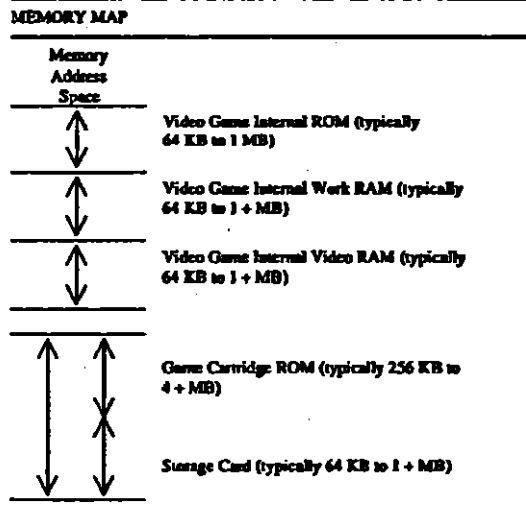 MEMORY MAP
Memory
Address
Space
Video Game Internal ROM (typically
64 KB to 1 MB)
Video Game Internal Work RAM (typically
64 KB to 1 + MB)
Video Game Internal Video RAM (typically
64 KB to 1 + MB)
Game Cartridge ROM (typically 256 KB to
4 + MB)
Storage Card (typically 64 KB to 1 + MB)